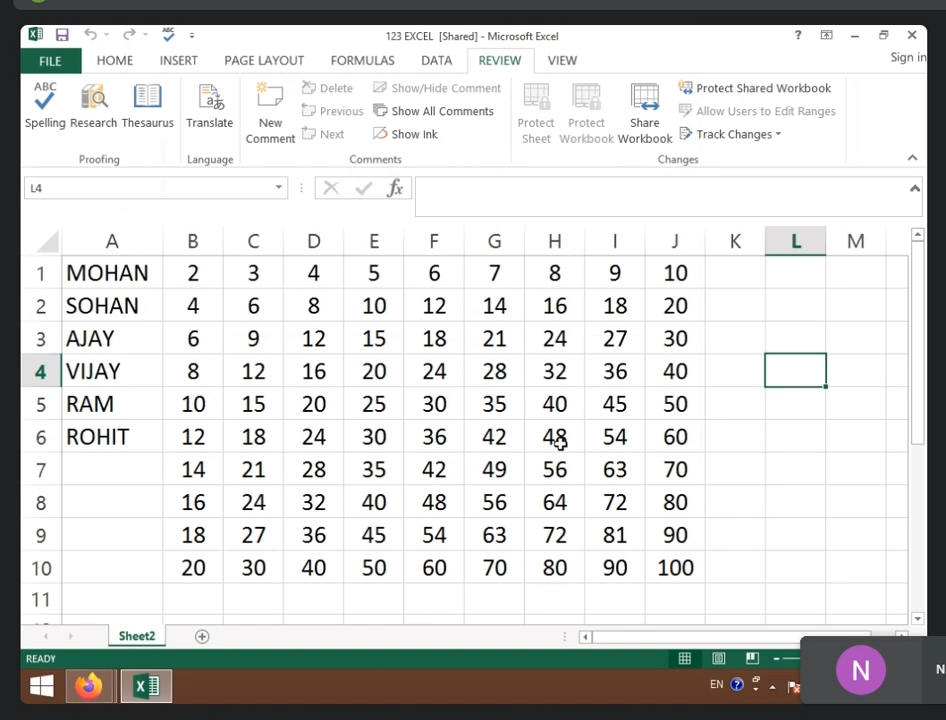 123 EXCEL [Shared] - Microsoft Excel
?
Sign in
FILE HOME INSERT PAGE LAYOUT FORMULAS DATA REVIEW VIEW
ABC
Spelling Research Thesaurus
Proofing
Translate
Language
New Comment
Delete
Previous
Next
Show/Hide Comment
Show All Comments
Show Ink
Comments
Protect Sheet
Protect Workbook
Share Workbook
Protect Shared Workbook
Allow Users to Edit Ranges
Track Changes
Changes
L4
fx
A B C D E F G H I J K L M
1 MOHAN 2 3 4 5 6 7 8 9 10
2 SOHAN 4 6 8 10 12 14 16 18 20
3 AJAY 6 9 12 15 18 21 24 27 30
4 VIJAY 8 12 16 20 24 28 32 36 40
5 RAM 10 15 20 25 30 35 40 45 50
6 ROHIT 12 18 24 30 36 42 48 54 60
7 14 21 28 35 42 49 56 63 70
8 16 24 32 40 48 56 64 72 80
9 18 27 36 45 54 63 72 81 90
10 20 30 40 50 60 70 80 90 100
11
Sheet2
READY
EN
N
N